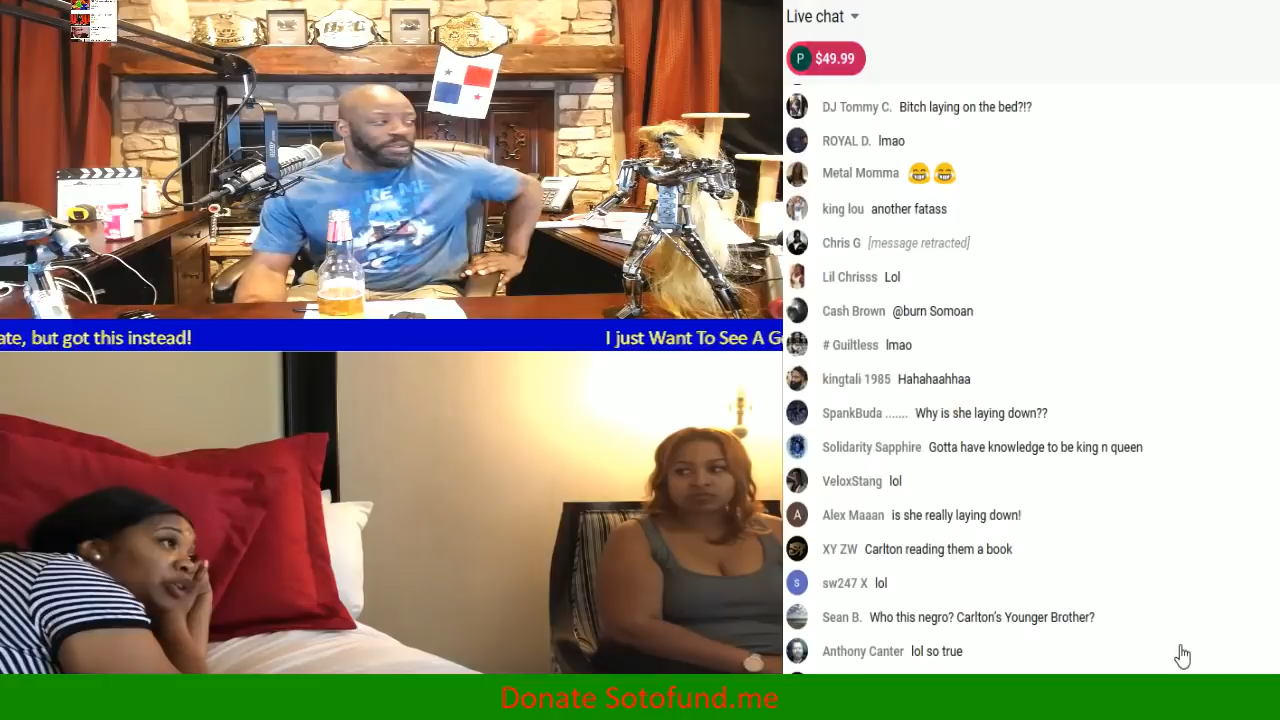 Live chat
P $49.99
DJ Tommy C. Bitch laying on the bed?!?
ROYAL D. lmao
Metal Momma
king lou another fatass
Chris G [message retracted]
Lil Chrisss Lol
Cash Brown @burn Somoan
# Guiltless lmao
kingtali 1985 Hahahaahhaa
SpankBuda ....... Why is she laying down??
Solidarity Sapphire Gotta have knowledge to be king n queen
VeloxStang lol
A Alex Maaan is she really laying down!
XY ZW Carlton reading them a book
s sw247 X lol
Sean B. Who this negro? Carlton's Younger Brother?
Anthony Canter lol so true
ate, but got this instead! I just Want To See A G
Donate Sotofund.me